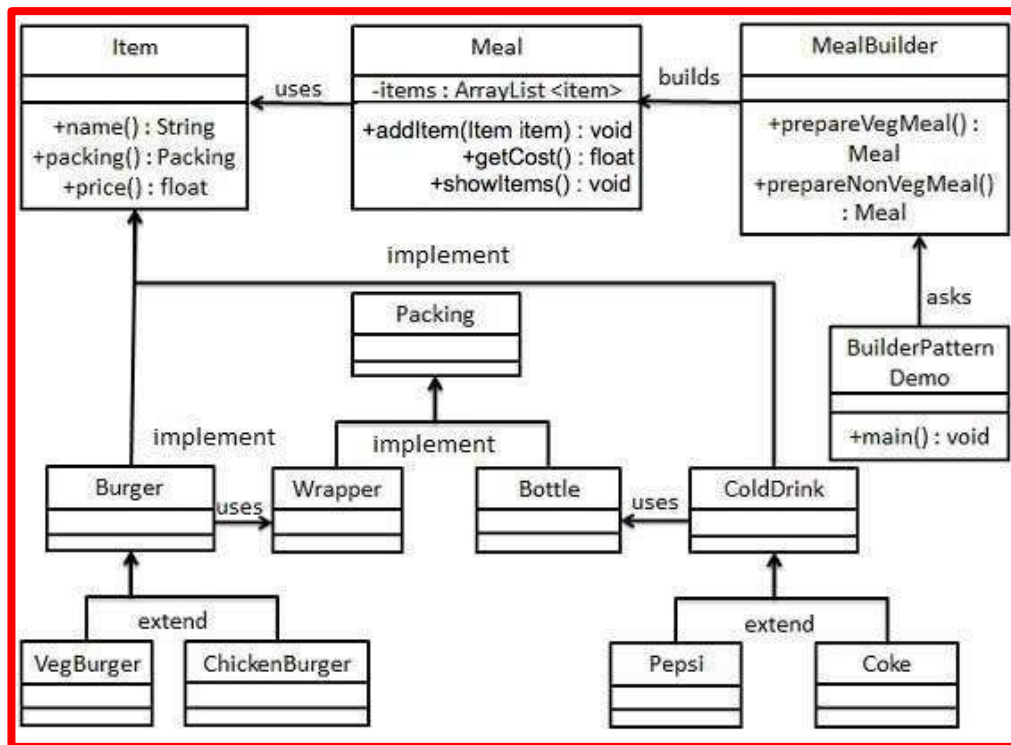 Item
+name() : String
+packing() : Packing
+price() : float
uses
Meal
-items : ArrayList <item>
+addItem(Item item) : void
+getCost() : float
+showItems() : void
builds
MealBuilder
+prepareVegMeal() :
Meal
+prepareNonVegMeal()
: Meal
implement
asks
Packing
BuilderPattern
Demo
+main() : void
implement
implement
Burger
uses
Wrapper
Bottle
uses
ColdDrink
extend
VegBurger
ChickenBurger
extend
Pepsi
Coke